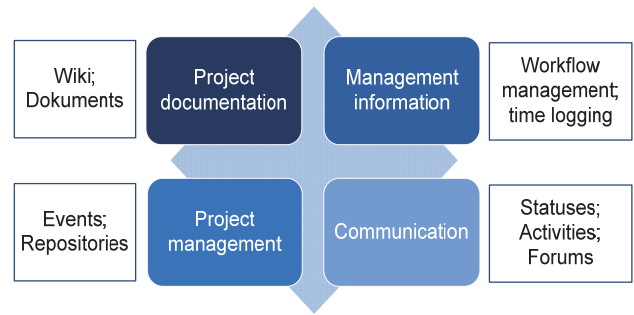 Wiki;
Dokuments
Project
documentation
Management
information
Workflow
management;
time logging
Events;
Repositories
Project
management
Communication
Statuses;
Activities;
Forums